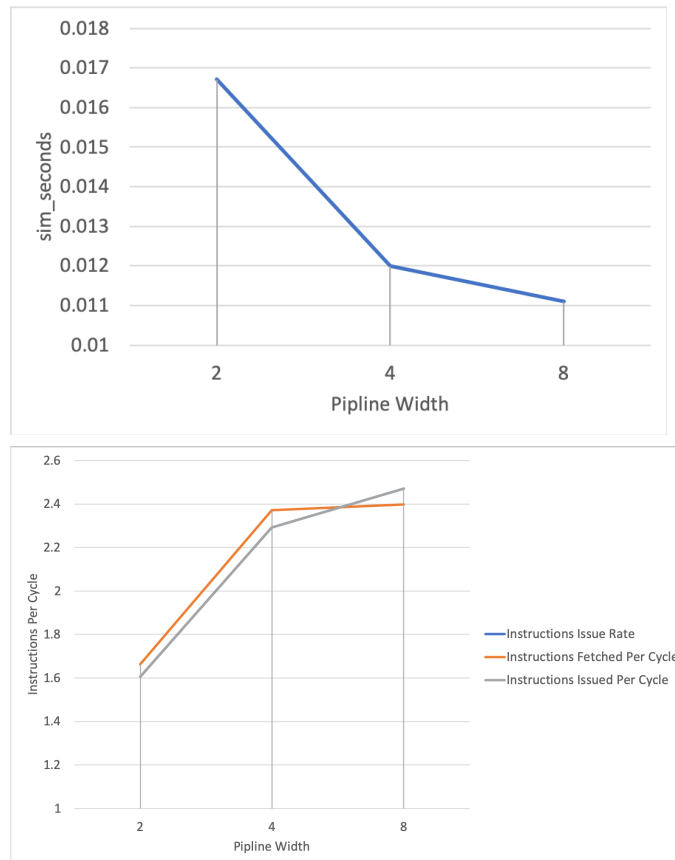 0.018
0.017
0.016
0.015
0.014
0.013
0.012
0.011
0.01
sim_seconds
2 4 8
Pipline Width
2.6
2.4
2.2
2
1.8
1.6
1.4
1.2
1
Instructions Per Cycle
2 4 8
Pipline Width
Instructions Issue Rate
Instructions Fetched Per Cycle
Instructions Issued Per Cycle